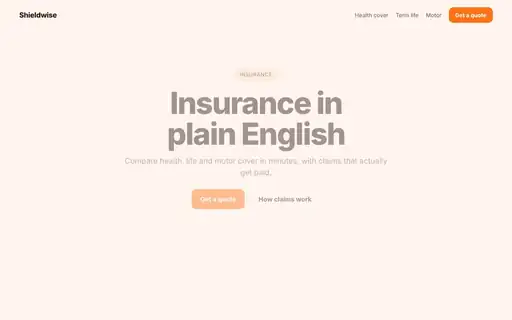 Shieldwise
Health cover
Term life
Motor
Get a quote
INSURANCE
Insurance in
plain English
Compare health, life and motor cover in minutes, with claims that actually
get paid.
Get a quote
How claims work